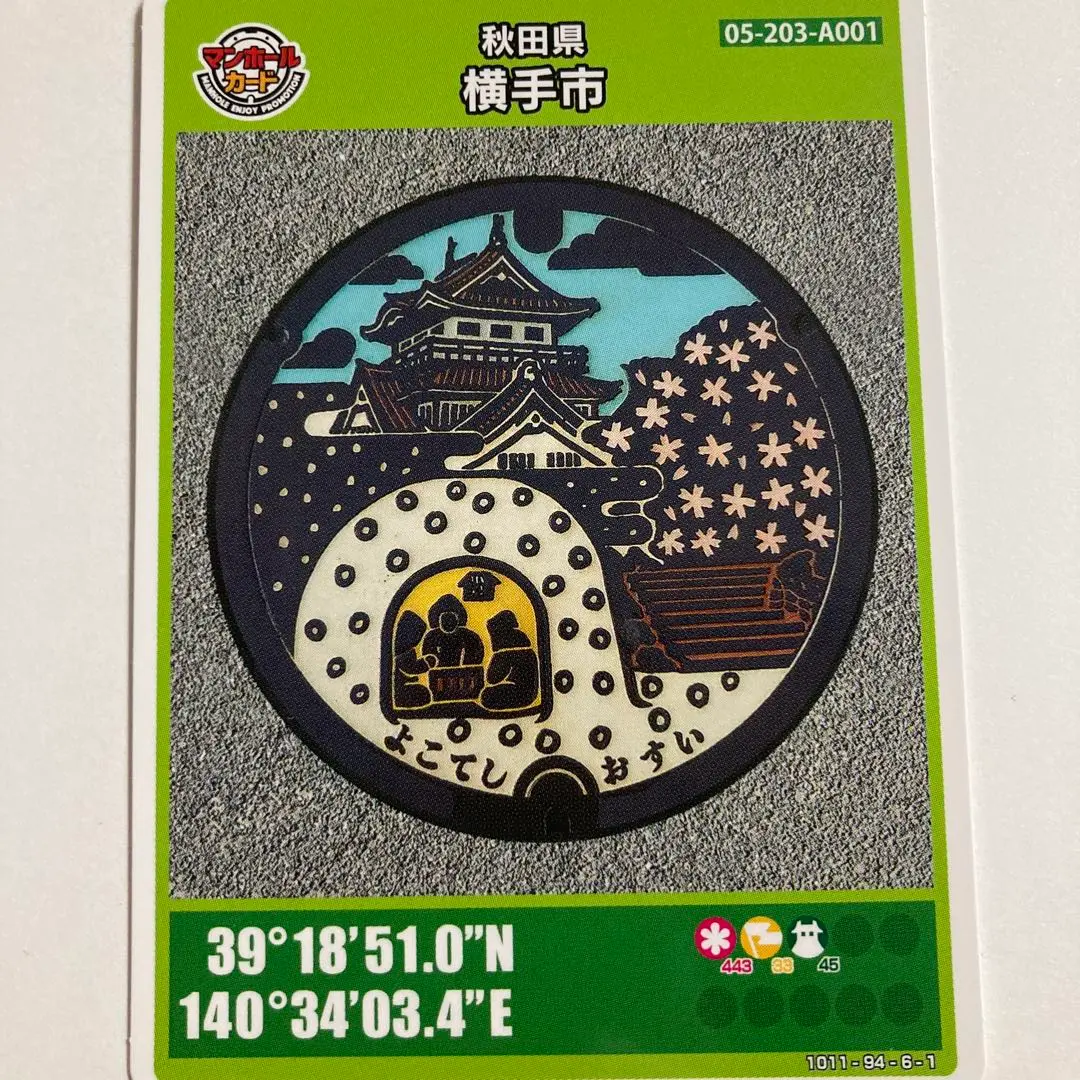 マンホール
カード
MANHOLE ENJOY PROMOTION
秋田県
横手市
05-203-A001
よこてし おすい
39°18'51.0"N
140°34'03.4"E
443 33 45
1011-94-6-1